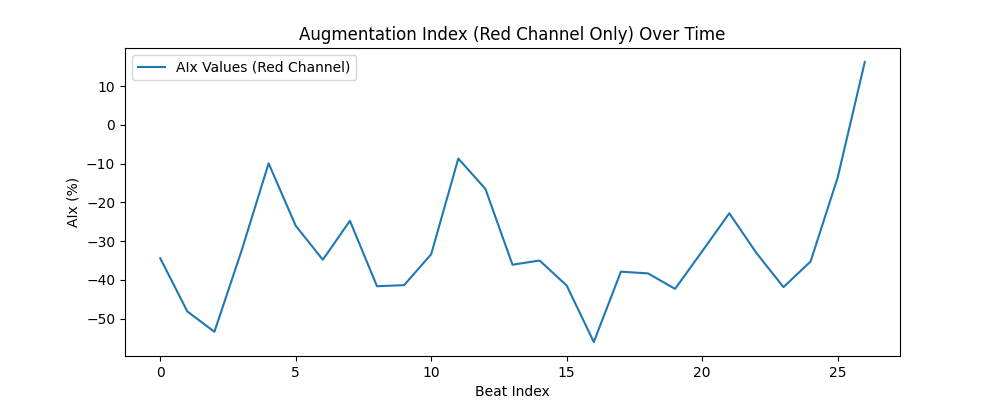 Augmentation Index (Red Channel Only) Over Time
AIx Values (Red Channel)
10
0
−10
−20
−30
−40
−50
AIx (%)
0 5 10 15 20 25
Beat Index